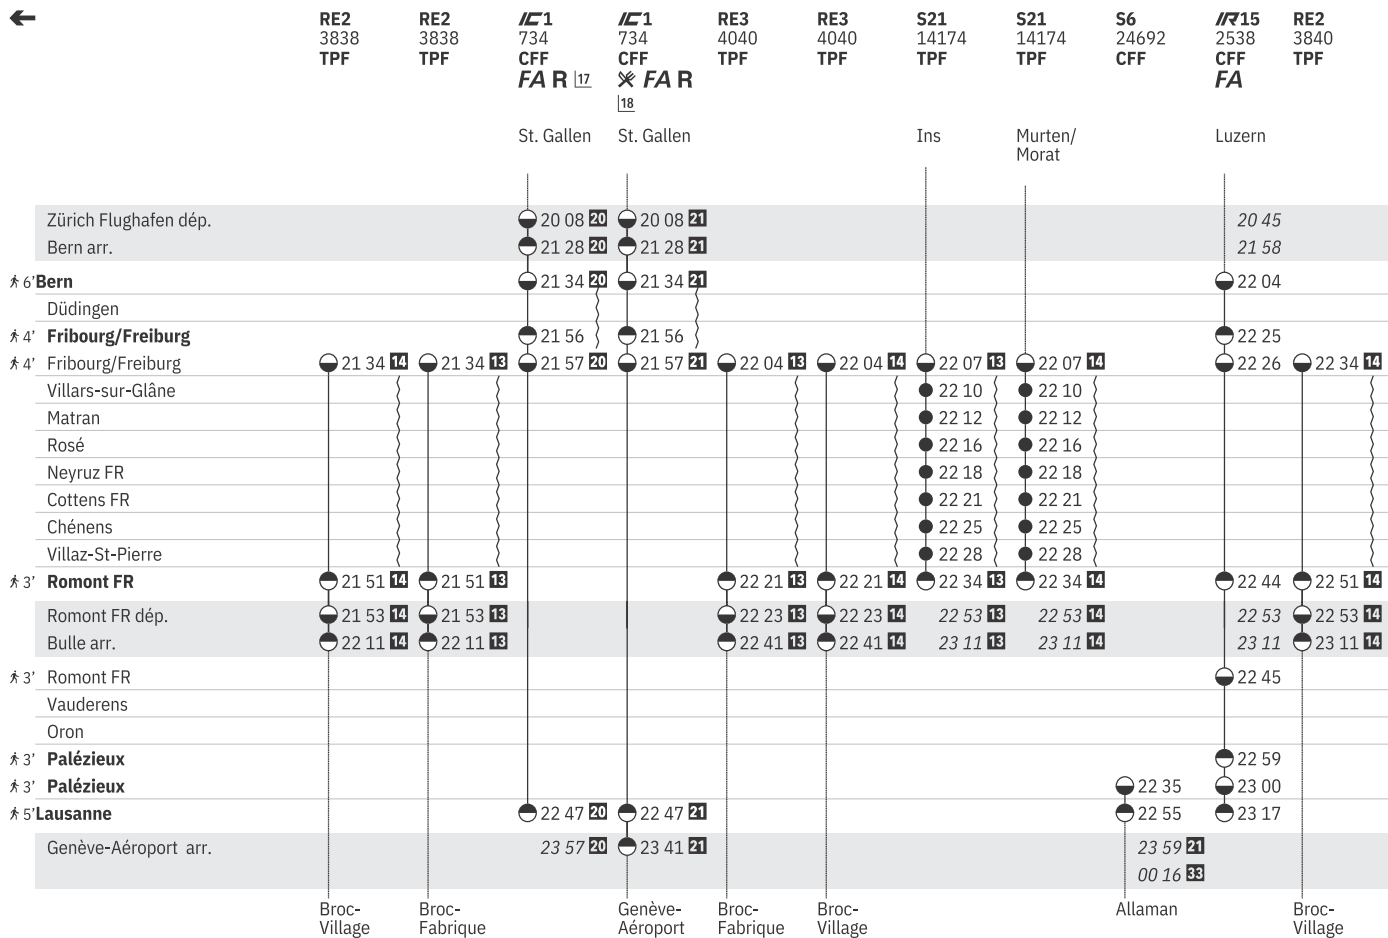 RE2 RE2 IC1 IC1 RE3 RE3 S21 S21 S6 IR15 RE2
3838 3838 734 734 4040 4040 14174 14174 24692 2538 3840
TPF TPF CFF CFF TPF TPF TPF TPF CFF CFF TPF
FA R 17 FA R FA
18
St. Gallen St. Gallen Ins Murten/ Luzern
Morat
Zürich Flughafen dép. 20 08 20 20 08 21 20 45
Bern arr. 21 28 20 21 28 21 21 58
6' Bern 21 34 20 21 34 21 22 04
Düdingen
4' Fribourg/Freiburg 21 56 21 56 22 25
4' Fribourg/Freiburg 21 34 14 21 34 13 21 57 20 21 57 21 22 04 13 22 04 14 22 07 13 22 07 14 22 26 22 34 14
Villars-sur-Glâne 22 10 22 10
Matran 22 12 22 12
Rosé 22 16 22 16
Neyruz FR 22 18 22 18
Cottens FR 22 21 22 21
Chénens 22 25 22 25
Villaz-St-Pierre 22 28 22 28
3' Romont FR 21 51 14 21 51 13 22 21 13 22 21 14 22 34 13 22 34 14 22 44 22 51 14
Romont FR dép. 21 53 14 21 53 13 22 23 13 22 23 14 22 53 13 22 53 14 22 53 22 53 14
Bulle arr. 22 11 14 22 11 13 22 41 13 22 41 14 23 11 13 23 11 14 23 11 23 11 14
3' Romont FR 22 45
Vauderens
Oron
3' Palézieux 22 59
3' Palézieux 22 35 23 00
5' Lausanne 22 47 20 22 47 21 22 55 23 17
Genève-Aéroport arr. 23 57 20 23 41 21 23 59 21
00 16 33
Broc- Broc- Genève- Broc- Broc- Allaman Broc-
Village Fabrique Aéroport Fabrique Village Village